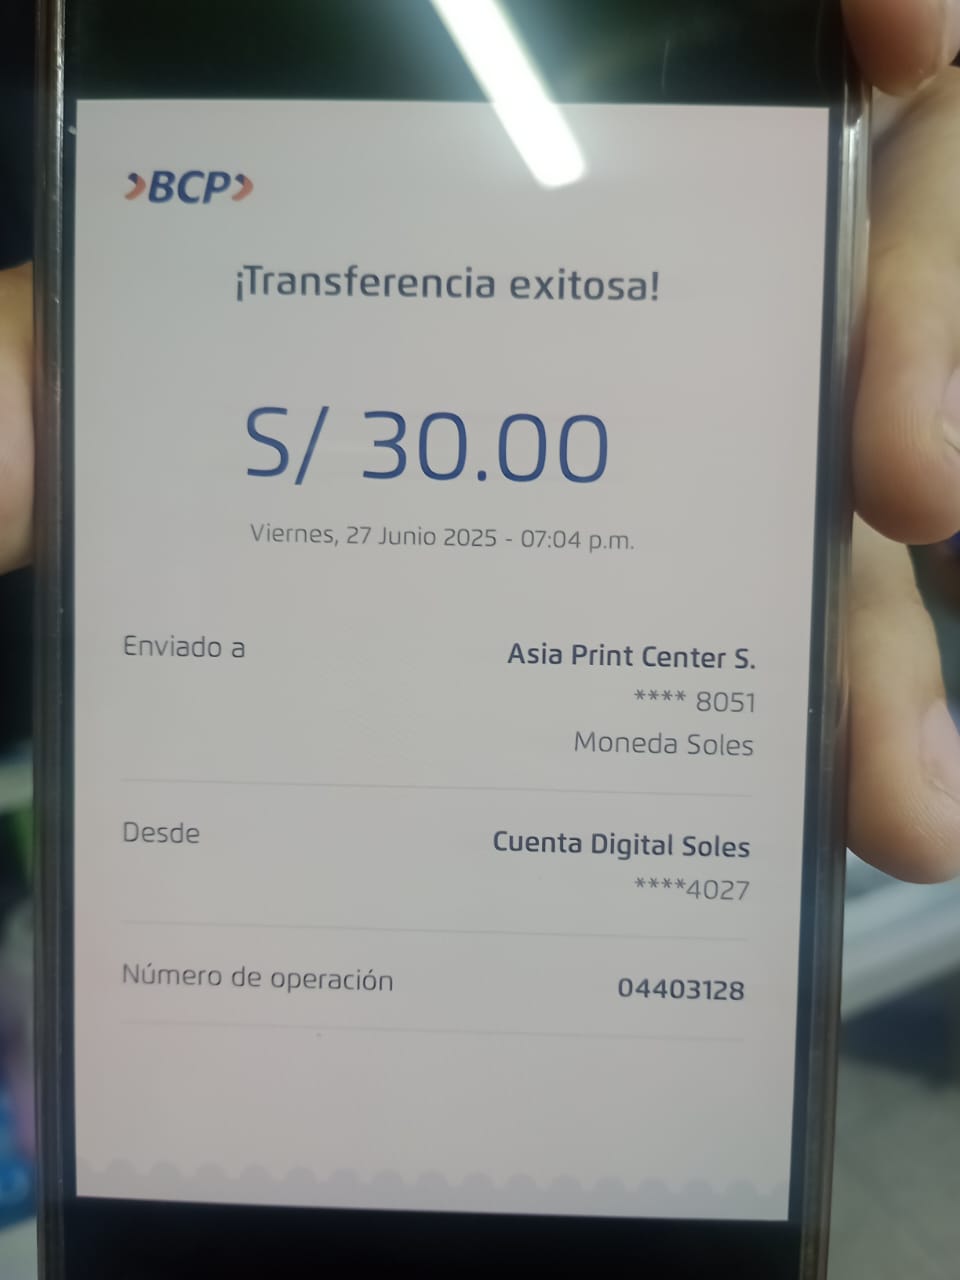 BCP
¡Transferencia exitosa!
S/ 30.00
Viernes, 27 Junio 2025 - 07:04 p.m.
Enviado a
Asia Print Center S.
**** 8051
Moneda Soles
Desde
Cuenta Digital Soles
****4027
Número de operación
04403128